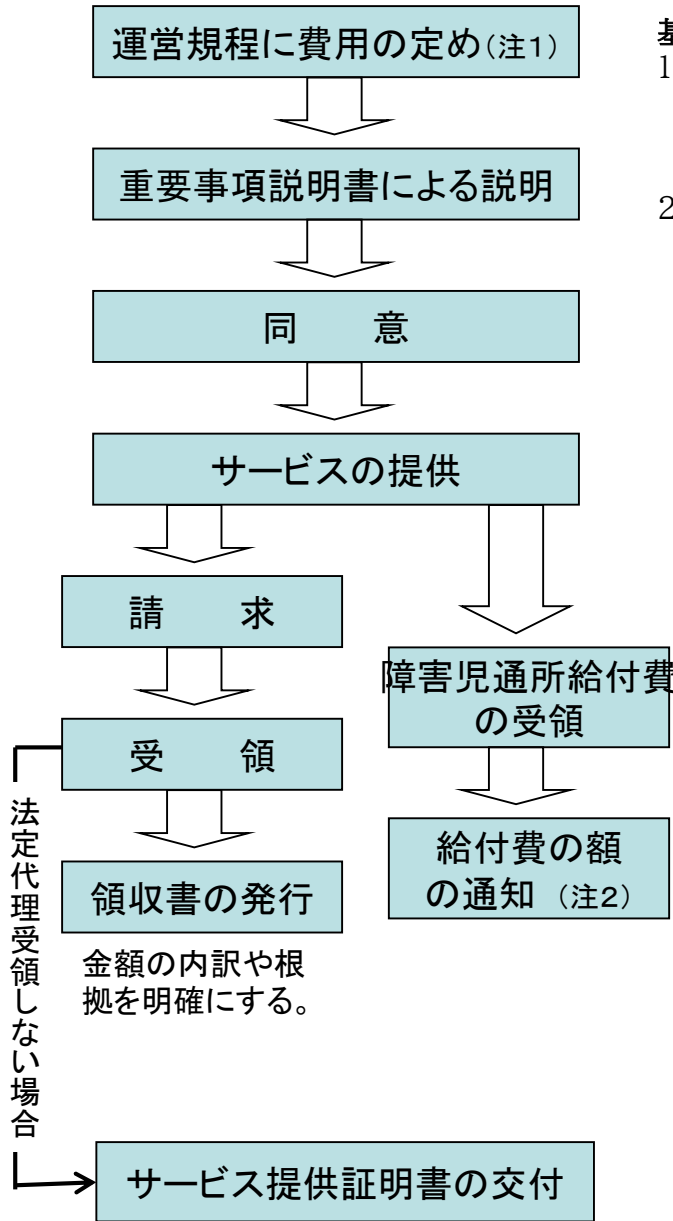 運営規程に費用の定め(注1)
基
1
重要事項説明書による説明
2
同　　意
サービスの提供
請　　求
障害児通所給付費
の受領
受　　領
法定代理受領しない場合
給付費の額
の通知 (注2)
領収書の発行
金額の内訳や根
拠を明確にする。
サービス提供証明書の交付